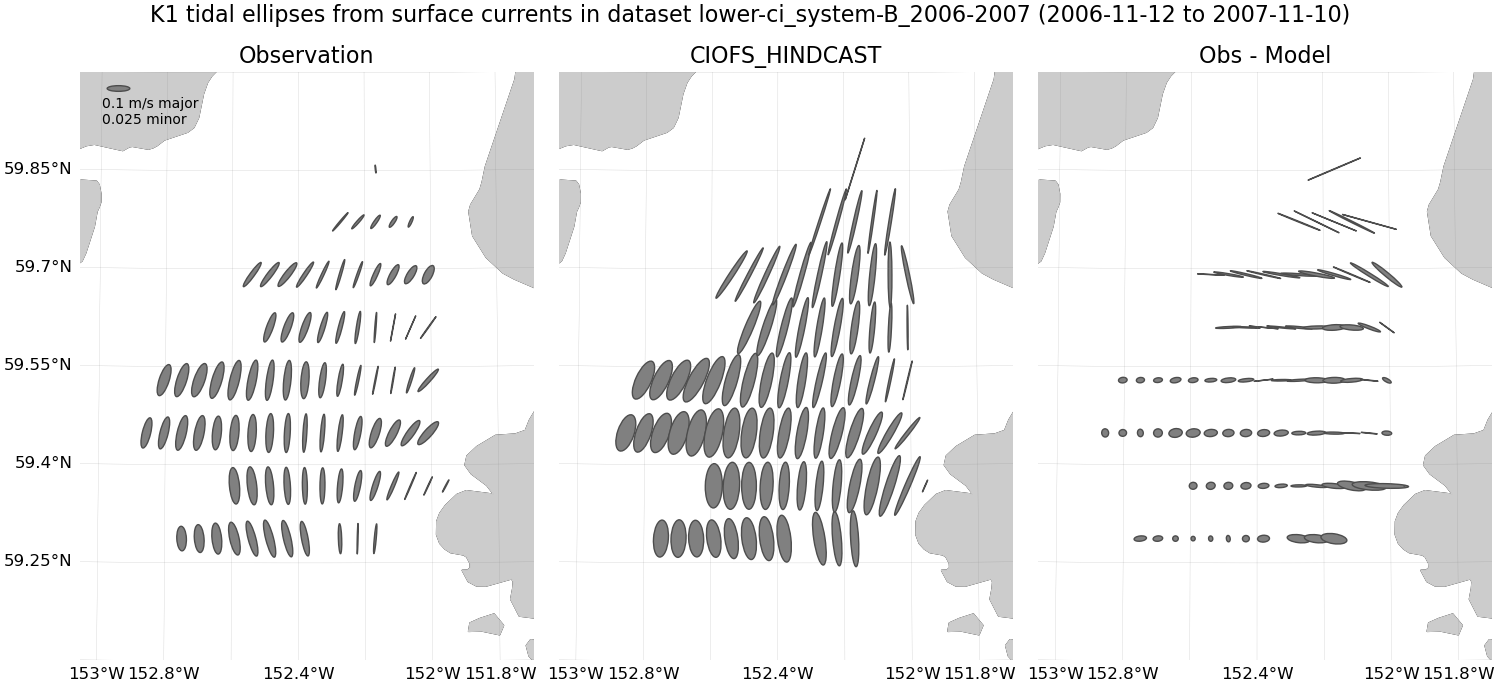 K1 tidal ellipses from surface currents in dataset lower-ci_system-B_2006-2007 (2006-11-12 to 2007-11-10)
Observation
CIOFS_HINDCAST
Obs - Model
0.1 m/s major
0.025 minor
59.85°N
59.7°N
59.55°N
59.4°N
59.25°N
153°W 152.8°W 152.4°W 152°W 151.8°W
153°W 152.8°W 152.4°W 152°W 151.8°W
152.8°W 152.4°W 152°W 151.8°W